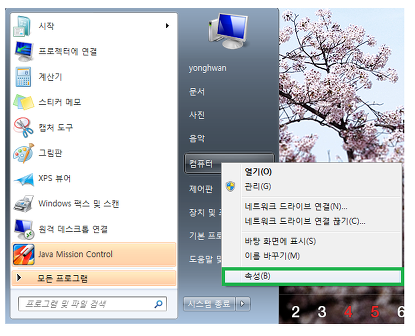 시작
프로젝터에 연결
계산기
스티커 메모
캡처 도구
그림판
XPS 뷰어
Windows 팩스 및 스캔
원격 데스크톱 연결
Java Mission Control
모든 프로그램
프로그램 및 파일 검색
yonghwan
문서
사진
음악
컴퓨터
제어판
장치 및
기본 프로
도움말 및
시스템 종료
열기(O)
관리(G)
네트워크 드라이브 연결(N)...
네트워크 드라이브 연결 끊기(C)...
바탕 화면에 표시(S)
이름 바꾸기(M)
속성(R)
2 3 4 5 6